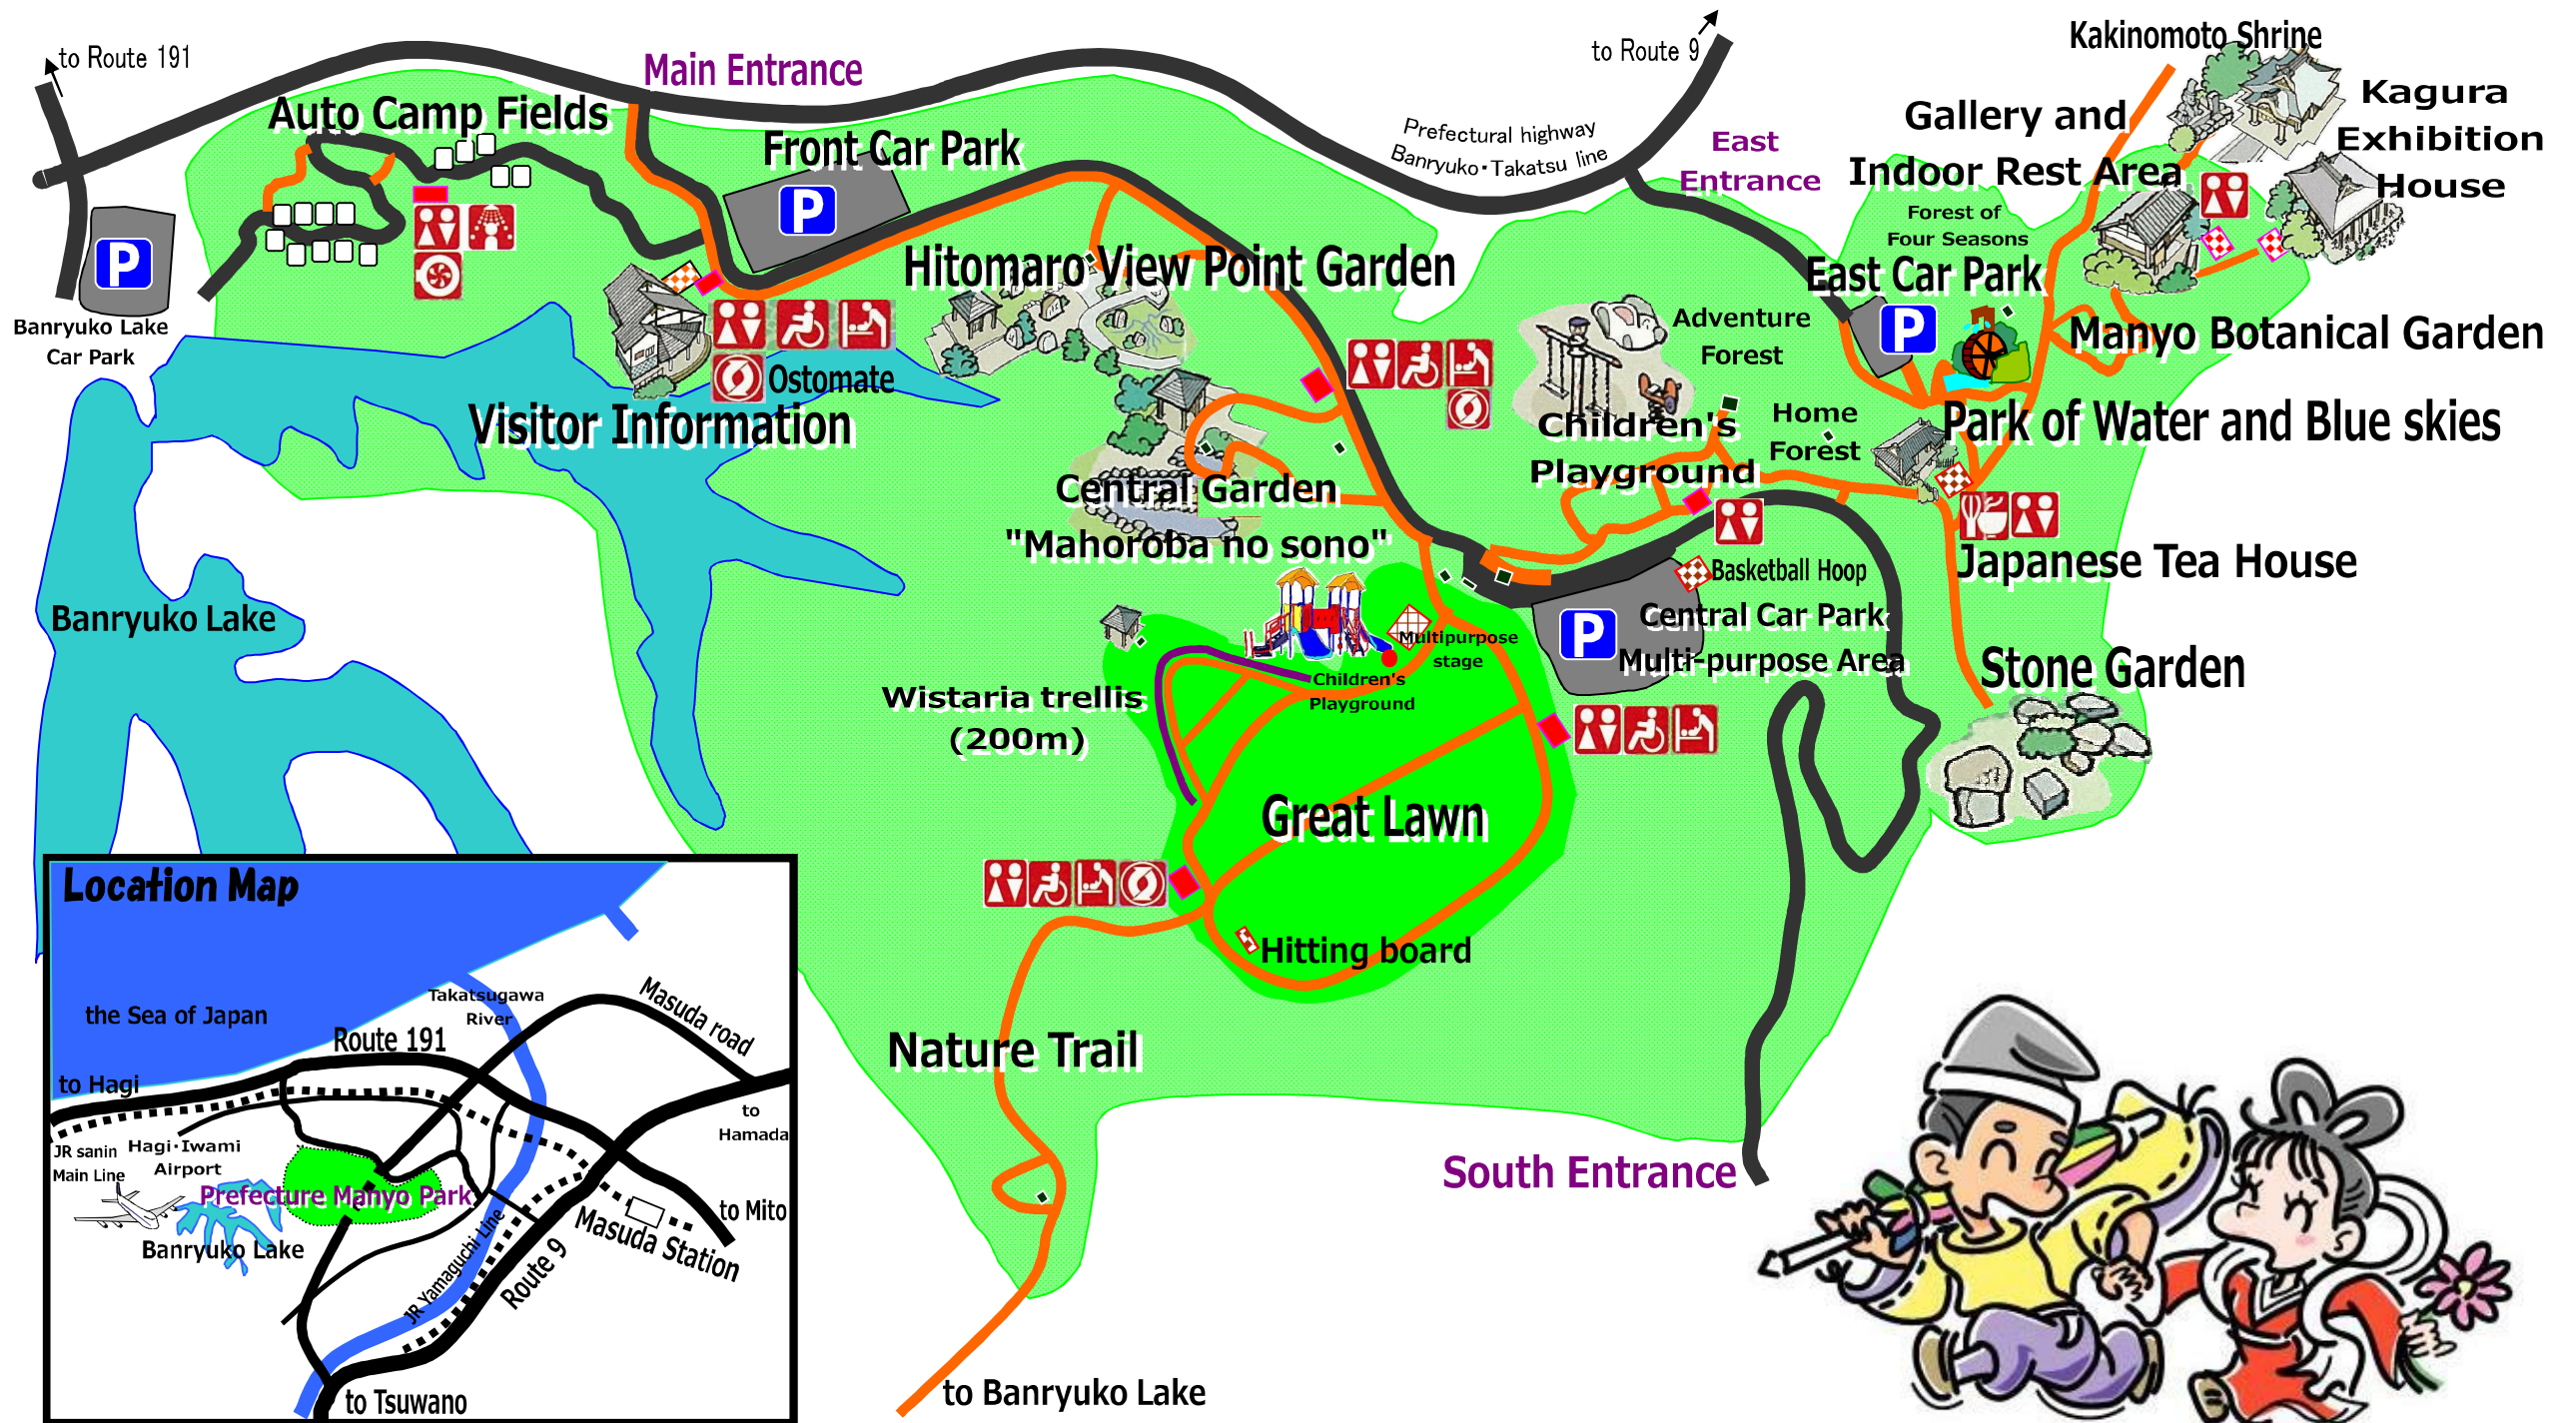 to Route 191
Main Entrance
to Route 9
Kakinomoto Shrine
Auto Camp Fields
Front Car Park
Prefectural highway
Banryuko・Takatsu line
East
Entrance
Gallery and
Indoor Rest Area
Kagura
Exhibition
House
P
P
Banryuko Lake
Car Park
Forest of
Four Seasons
Hitomaro View Point Garden
East Car Park
P
Adventure
Forest
Manyo Botanical Garden
Ostomate
Visitor Information
Children's
Playground
Home
Forest
Park of Water and Blue skies
Central Garden
"Mahoroba no sono"
Japanese Tea House
Basketball Hoop
Central Car Park
P
Multi-purpose Area
Banryuko Lake
Multipurpose
stage
Children's
Playground
Stone Garden
Wistaria trellis
(200m)
Great Lawn
Hitting board
Nature Trail
South Entrance
to Banryuko Lake
Location Map
the Sea of Japan
Takatsugawa
River
Masuda road
Route 191
to Hagi
to
Hamada
JR sanin
Main Line
Hagi・Iwami
Airport
Prefecture Manyo Park
Banryuko Lake
to Mito
Masuda Station
JR Yamaguchi Line
Route 9
to Tsuwano